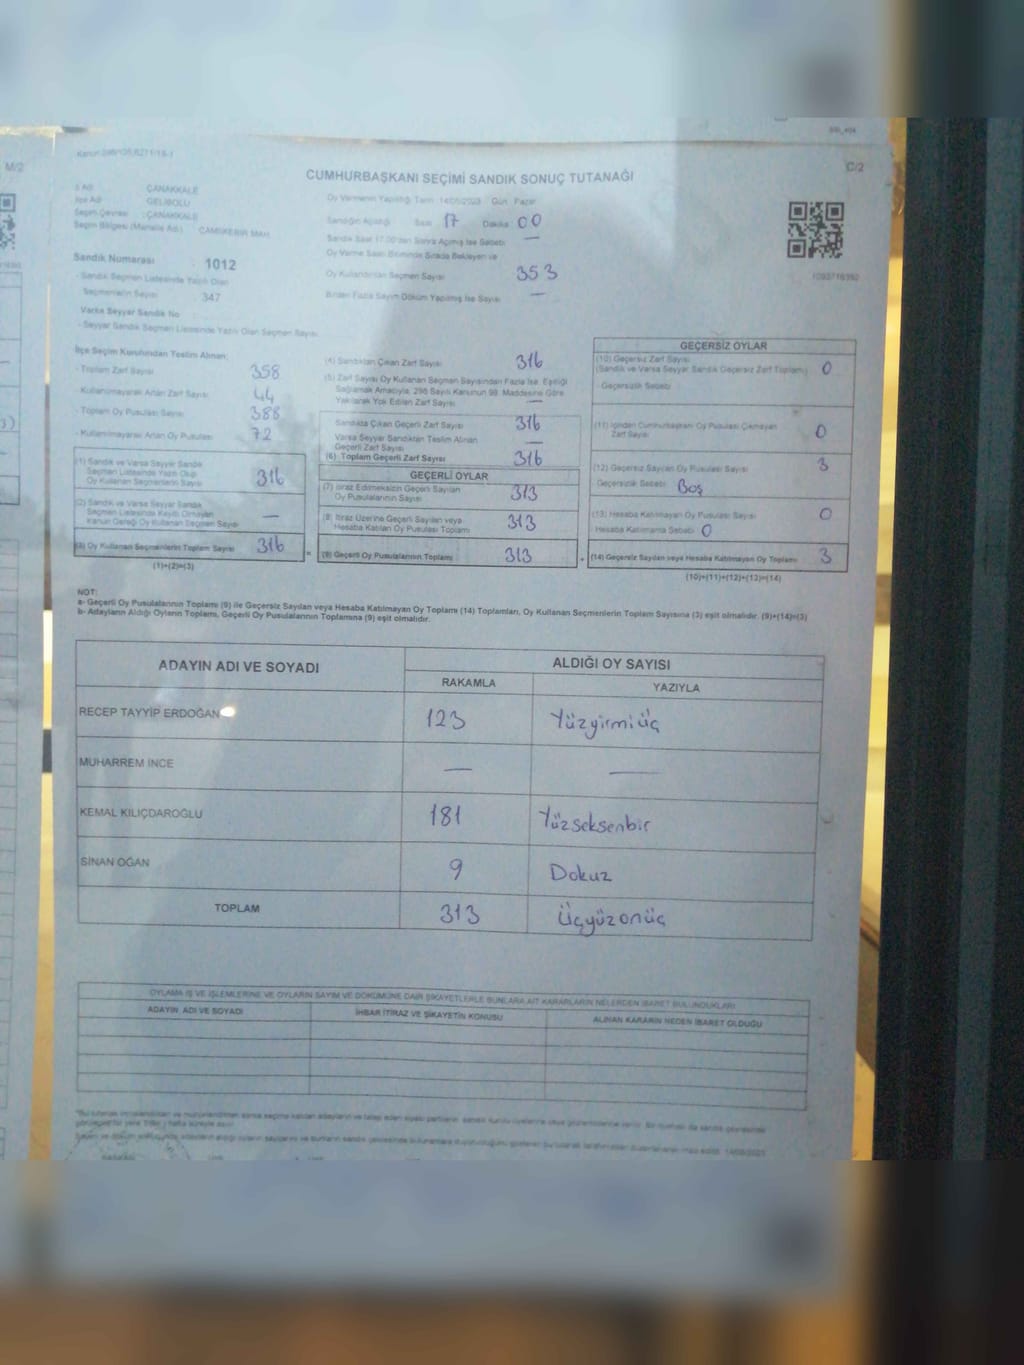 M/2
C/2
CUMHURBAŞKANI SEÇİMİ SANDIK SONUÇ TUTANAĞI
İl Adı ÇANAKKALE
İlçe Adı GELİBOLU
Seçim Çevresi : ÇANAKKALE
Seçim Bölgesi (Mahalle Ad.)
Oy Vermenin Yapıldığı Tarih 14/05/2023 Gün Pazar
Sandığın Açıldığı Saat 17 Dakika 00
Sandık Saat 17.00'den Sonra Açılmış İse Sebebi —
Oy Verme Saati Bitiminde Sırada Bekleyen ve
Oy Kullandırılan Seçmen Sayısı 353
Birden Fazla Sayım Döküm Yapılmış İse Sayısı —
Sandık Numarası 1012
- Sandık Seçmen Listesinde Yazılı Olan
Seçmenlerin Sayısı 347
Varsa Seyyar Sandık No
- Seyyar Sandık Seçmen Listesinde Yazılı Olan Seçmen Sayısı
İlçe Seçim Kurulundan Teslim Alınan;
- Toplam Zarf Sayısı 358
- Kullanılmayarak Artan Zarf Sayısı 44
- Toplam Oy Pusulası Sayısı 388
- Kullanılmayarak Artan Oy Pusulası 72
(1) Sandık ve Varsa Seyyar Sandık
Seçmen Listesinde Yazılı Olup
Oy Kullanan Seçmenlerin Sayısı 316
(2) Sandık ve Varsa Seyyar Sandık
Seçmen Listesinde Kayıtlı Olmayan
Kanun Gereği Oy Kullanan Seçmen Sayısı —
(3) Oy Kullanan Seçmenlerin Toplam Sayısı 316
(1)+(2)=(3)
(4) Sandıktan Çıkan Zarf Sayısı 316
(5) Zarf Sayısı Oy Kullanan Seçmen Sayısından Fazla İse, Eşitliği
Sağlamak Amacıyla, 298 Sayılı Kanunun 98. Maddesine Göre
Yakılarak Yok Edilen Zarf Sayısı —
Sandıkta Çıkan Geçerli Zarf Sayısı 316
Varsa Seyyar Sandıktan Teslim Alınan
Geçerli Zarf Sayısı —
(6) Toplam Geçerli Zarf Sayısı 316
GEÇERLİ OYLAR
(7) İtiraz Edilmeksizin Geçerli Sayılan
Oy Pusulalarının Sayısı 313
(8) İtiraz Üzerine Geçerli Sayılan veya
Hesaba Katılan Oy Pusulası Toplamı 313
= (9) Geçerli Oy Pusulalarının Toplamı 313
GEÇERSİZ OYLAR
(10) Geçersiz Zarf Sayısı
(Sandık ve Varsa Seyyar Sandık Geçersiz Zarf Toplamı) 0
Geçersizlik Sebebi
(11) İçinden Cumhurbaşkanı Oy Pusulası Çıkmayan
Zarf Sayısı 0
(12) Geçersiz Sayılan Oy Pusulası Sayısı 3
Geçersizlik Sebebi Boş
(13) Hesaba Katılmayan Oy Pusulası Sayısı 0
Hesaba Katılmama Sebebi 0
+ (14) Geçersiz Sayılan veya Hesaba Katılmayan Oy Toplamı 3
(10)+(11)+(12)+(13)=(14)
NOT:
a- Geçerli Oy Pusulalarının Toplamı (9) ile Geçersiz Sayılan veya Hesaba Katılmayan Oy Toplamı (14) Toplamları, Oy Kullanan Seçmenlerin Toplam Sayısına (3) eşit olmalıdır. (9)+(14)=(3)
b- Adayların Aldığı Oyların Toplamı, Geçerli Oy Pusulalarının Toplamına (9) eşit olmalıdır.
ADAYIN ADI VE SOYADI ALDIĞI OY SAYISI
RAKAMLA YAZIYLA
RECEP TAYYİP ERDOĞAN 123 Yüzyirmiüç
MUHARREM İNCE — —
KEMAL KILIÇDAROĞLU 181 Yüzseksenbir
SİNAN OĞAN 9 Dokuz
TOPLAM 313 Üçyüzonüç
OYLAMA İŞ VE İŞLEMLERİNE VE OYLARIN SAYIM VE DÖKÜMÜNE DAİR ŞİKAYETLERLE BUNLARA AİT KARARLARIN NELERDEN İBARET BULUNDUKLARI
ADAYIN ADI VE SOYADI İHBAR İTİRAZ VE ŞİKAYETİN KONUSU ALINAN KARARIN NEDEN İBARET OLDUĞU